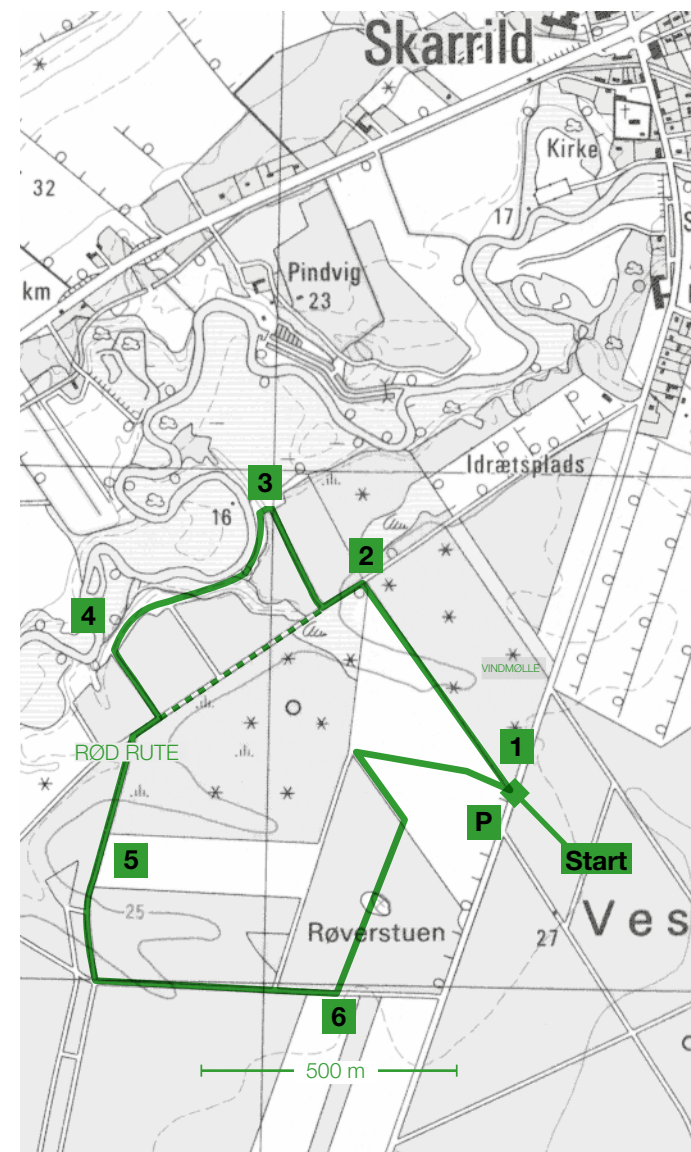 Skarrild
Kirke
32
17
Pindvig
23
km
Idrætsplads
3
16
2
4
VINDMØLLE
1
RØD RUTE
P
5
Start
25
Ves
Røverstuen
27
6
500 m